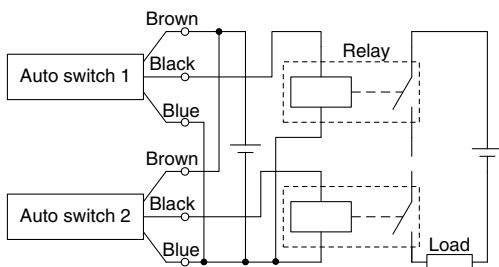 Brown
Relay
Black
Auto switch 1
Blue
Brown
Black
Auto switch 2
Blue
Load